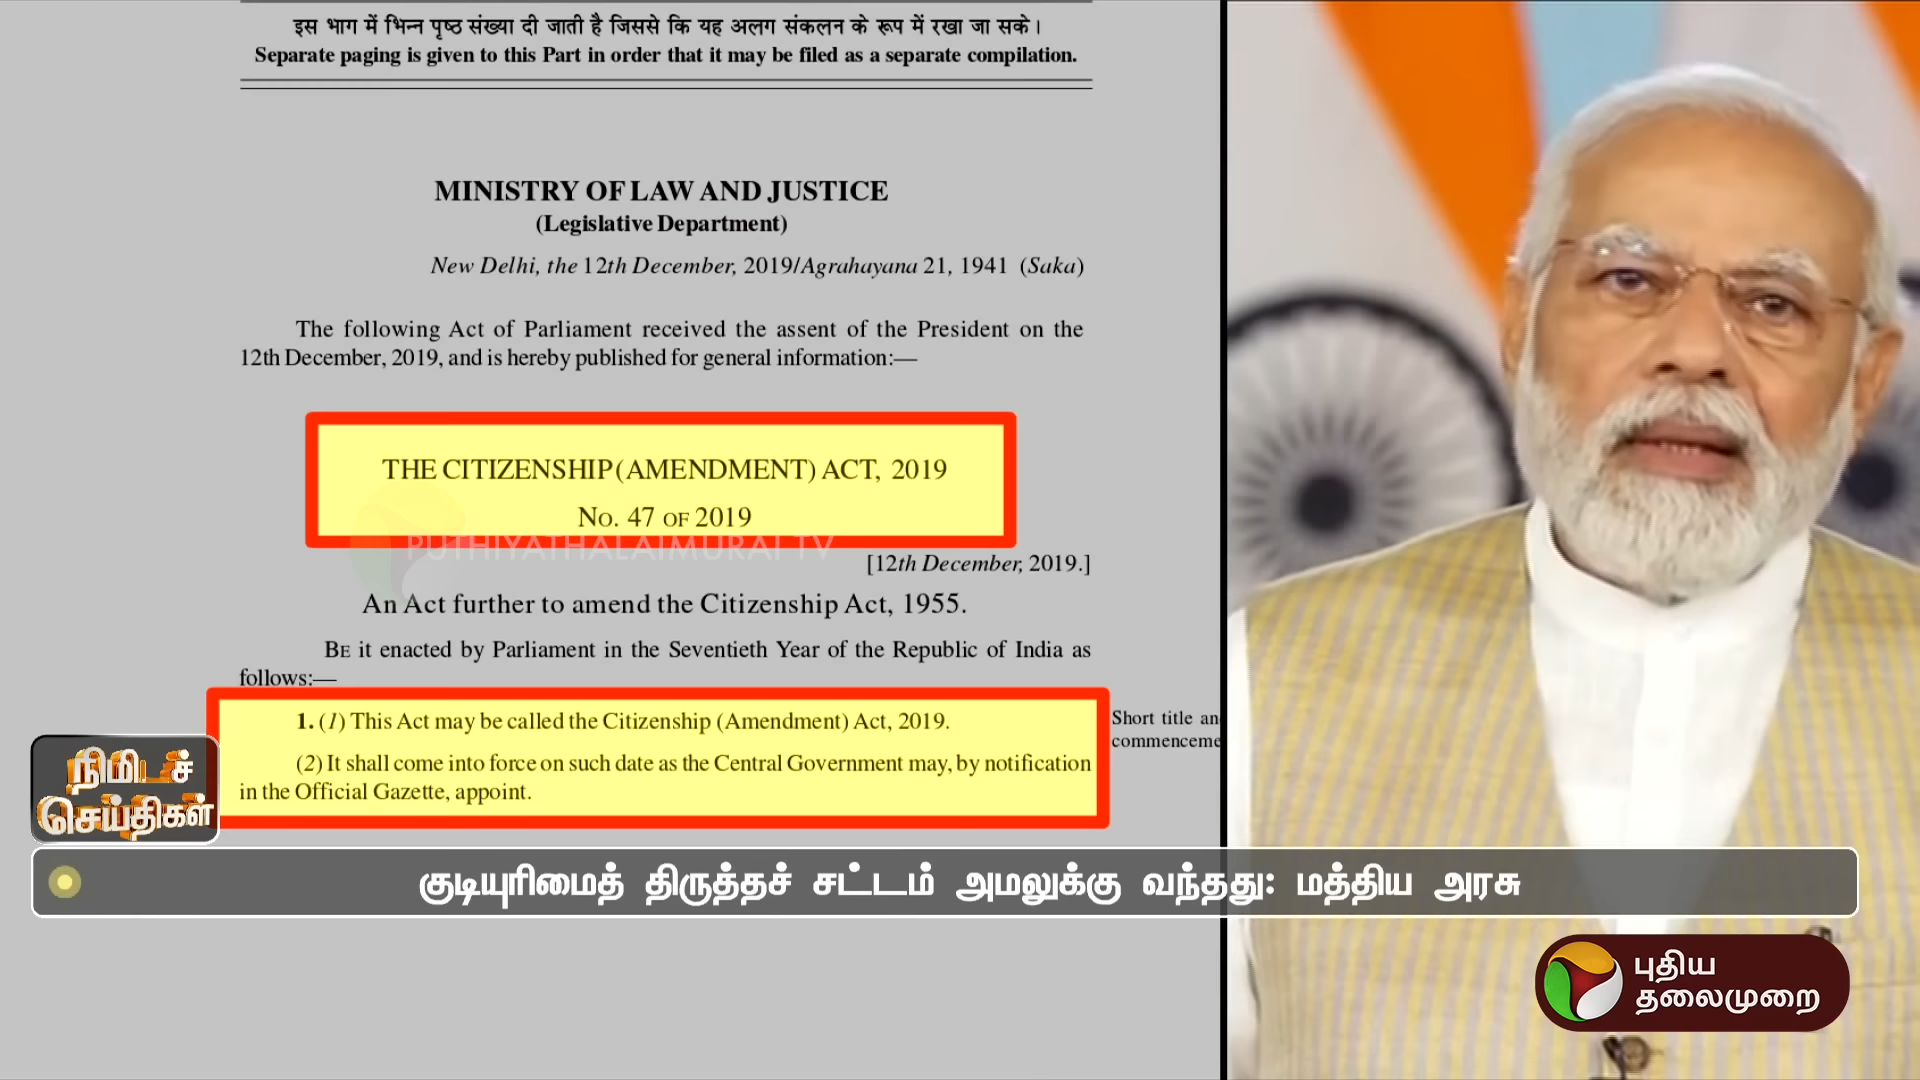 इस भाग में भिन्न पृष्ठ संख्या दी जाती है जिससे कि यह अलग संकलन के रूप में रखा जा सके।
Separate paging is given to this Part in order that it may be filed as a separate compilation.
MINISTRY OF LAW AND JUSTICE
(Legislative Department)
New Delhi, the 12th December, 2019/Agrahayana 21, 1941 (Saka)
The following Act of Parliament received the assent of the President on the
12th December, 2019, and is hereby published for general information:—
THE CITIZENSHIP (AMENDMENT) ACT, 2019
No. 47 OF 2019
PUTHIYATHALAIMURAI TV
[12th December, 2019.]
An Act further to amend the Citizenship Act, 1955.
BE it enacted by Parliament in the Seventieth Year of the Republic of India as
follows:—
1. (1) This Act may be called the Citizenship (Amendment) Act, 2019.
Short title an
commenceme
(2) It shall come into force on such date as the Central Government may, by notification
in the Official Gazette, appoint.
நிமிடச்
செய்திகள்
குடியுரிமைத் திருத்தச் சட்டம் அமலுக்கு வந்தது: மத்திய அரசு
புதிய
தலைமுறை